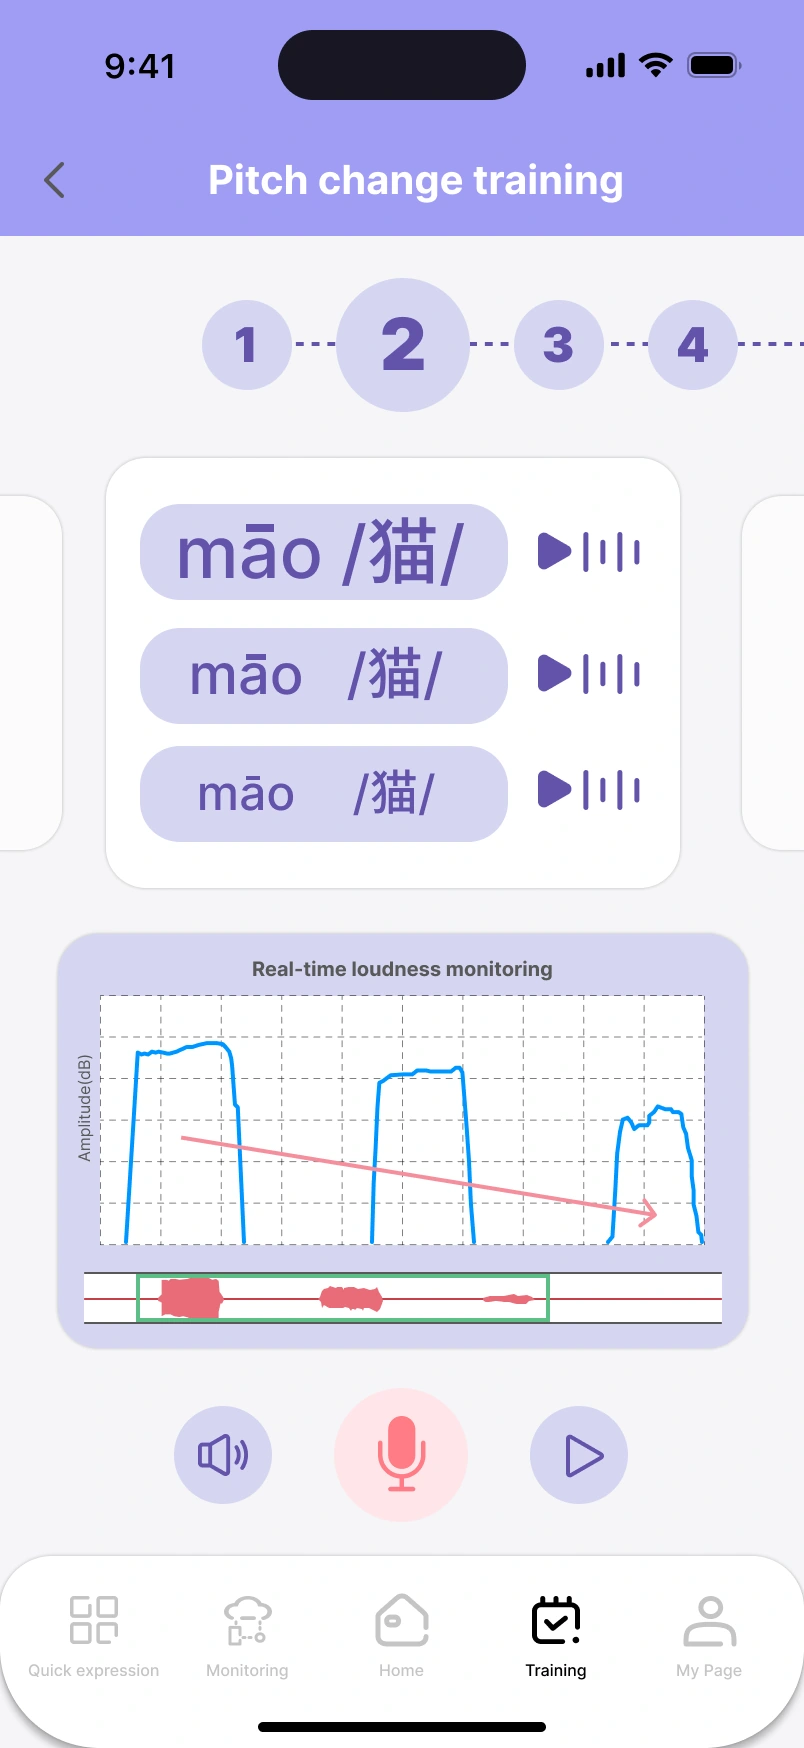 9:41
Pitch change training
1 2 3 4
māo /猫/
māo /猫/
māo /猫/
Real-time loudness monitoring
Amplitude(dB)
Quick expression Monitoring Home Training My Page